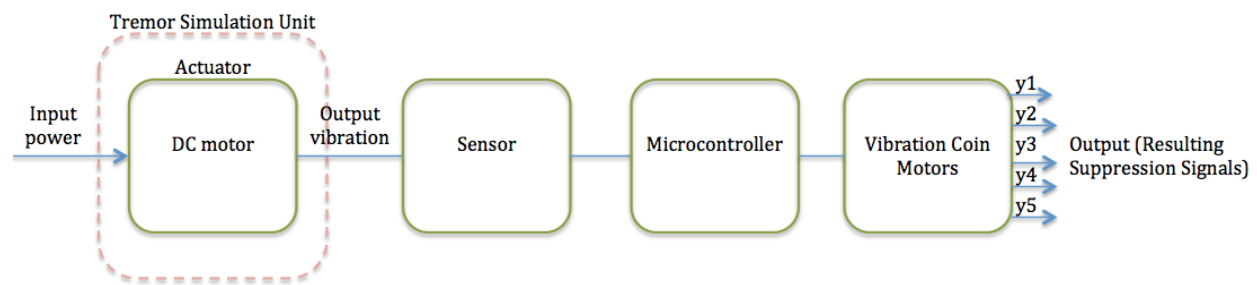 Tremor Simulation Unit
Actuator
Input
power
DC motor
Output
vibration
Sensor
Microcontroller
Vibration Coin
Motors
y1
y2
y3
y4
y5
Output (Resulting
Suppression Signals)